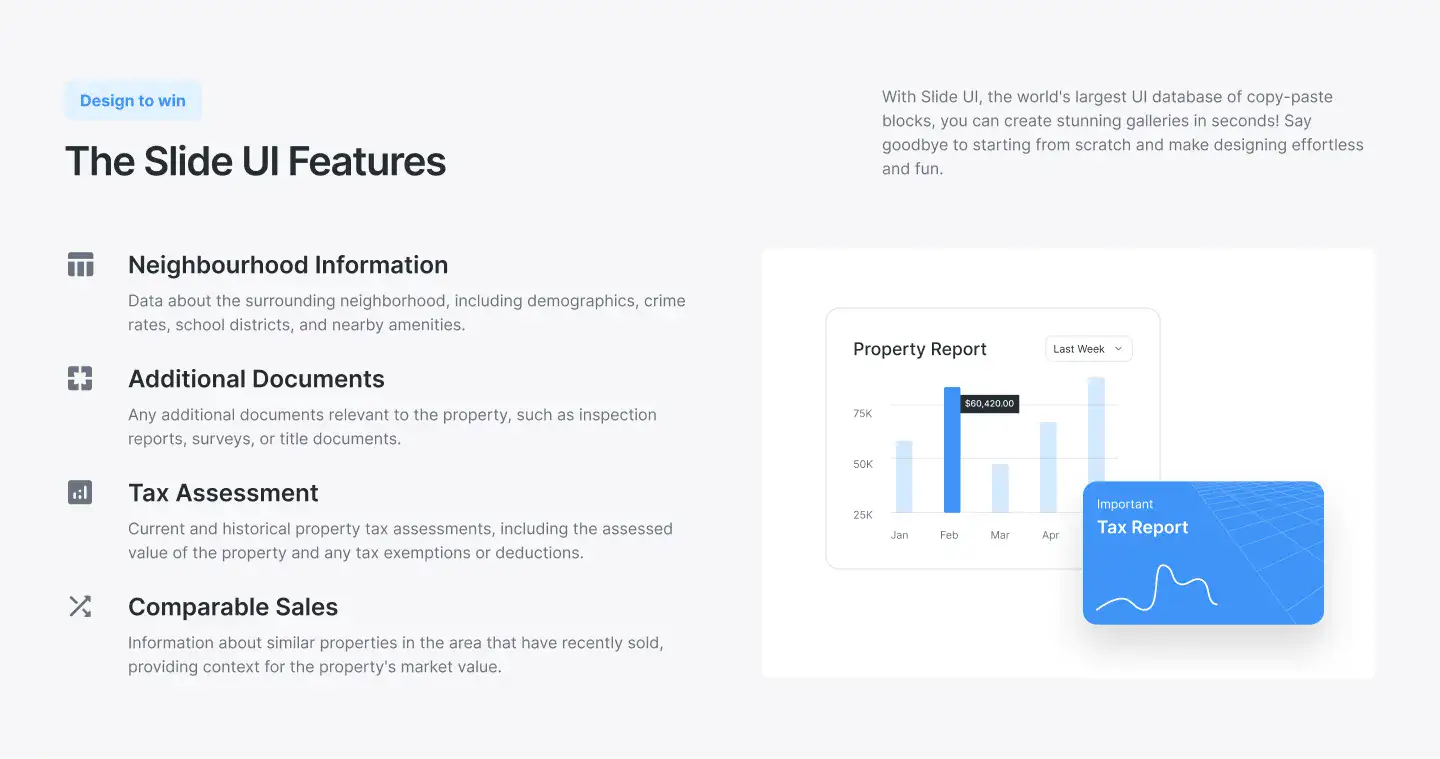 Design to win
The Slide UI Features
With Slide UI, the world's largest UI database of copy-paste
blocks, you can create stunning galleries in seconds! Say
goodbye to starting from scratch and make designing effortless
and fun.
Neighbourhood Information
Data about the surrounding neighborhood, including demographics, crime
rates, school districts, and nearby amenities.
Additional Documents
Any additional documents relevant to the property, such as inspection
reports, surveys, or title documents.
Tax Assessment
Current and historical property tax assessments, including the assessed
value of the property and any tax exemptions or deductions.
Comparable Sales
Information about similar properties in the area that have recently sold,
providing context for the property's market value.
Property Report
Last Week
$60,420.00
75K
50K
25K
Jan Feb Mar Apr
Important
Tax Report